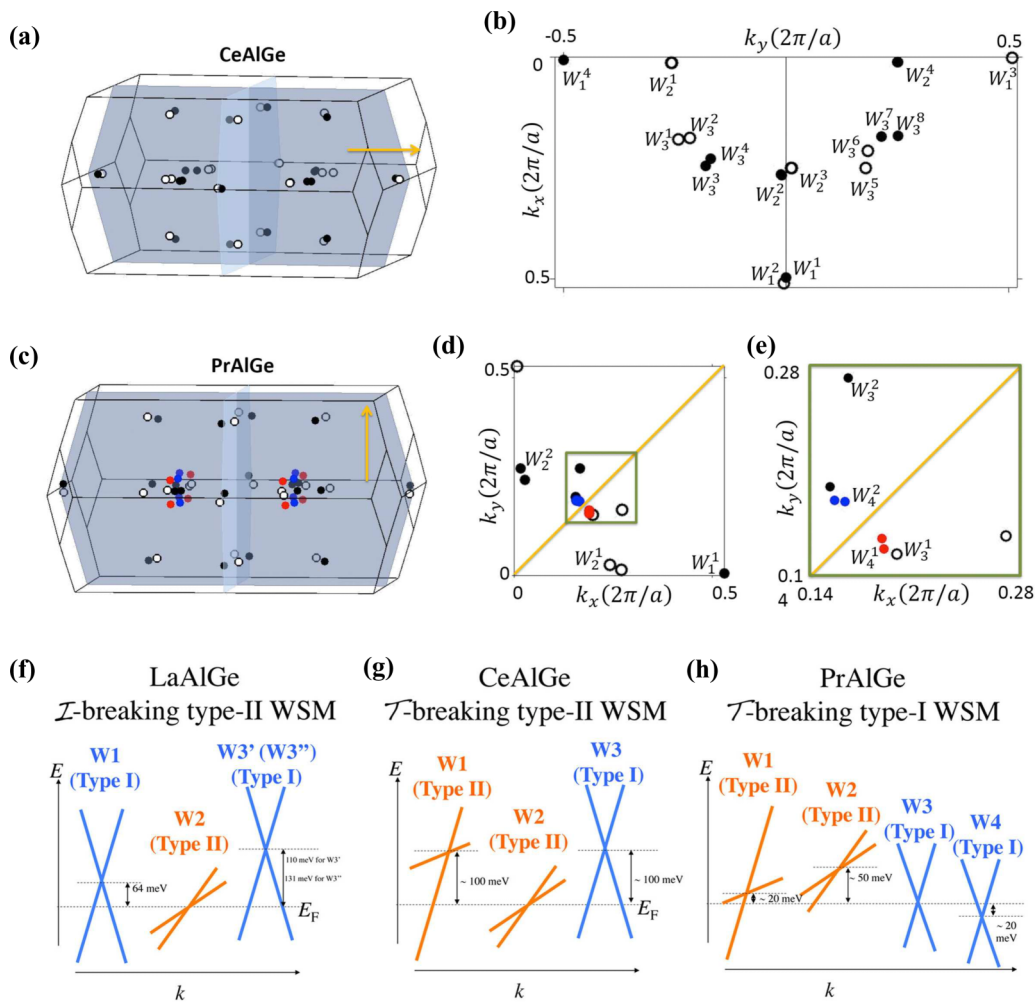 (a)
CeAlGe
(b)
-0.5
k_y(2π/a)
0.5
0
W_1^4
W_2^1
W_2^4
W_1^3
W_3^1
W_3^2
W_3^4
W_3^3
W_3^7
W_3^8
W_3^6
W_3^5
W_2^2
W_2^3
k_x(2π/a)
0.5
W_1^2
W_1^1
(c)
PrAlGe
(d)
0.5
k_y(2π/a)
W_2^2
W_2^1
W_1^1
0
0
k_x(2π/a)
0.5
(e)
0.28
k_y(2π/a)
W_3^2
W_4^2
W_4^1
W_3^1
0.1
4
0.14
k_x(2π/a)
0.28
(f)
LaAlGe
𝓘-breaking type-II WSM
E
W1
(Type I)
W2
(Type II)
W3' (W3'')
(Type I)
64 meV
110 meV for W3'
131 meV for W3''
E_F
k
(g)
CeAlGe
𝓣-breaking type-II WSM
E
W1
(Type II)
W2
(Type II)
W3
(Type I)
~ 100 meV
~ 100 meV
E_F
k
(h)
PrAlGe
𝓣-breaking type-I WSM
E
W1
(Type II)
W2
(Type II)
W3
(Type I)
W4
(Type I)
~ 20 meV
~ 50 meV
~ 20
meV
k